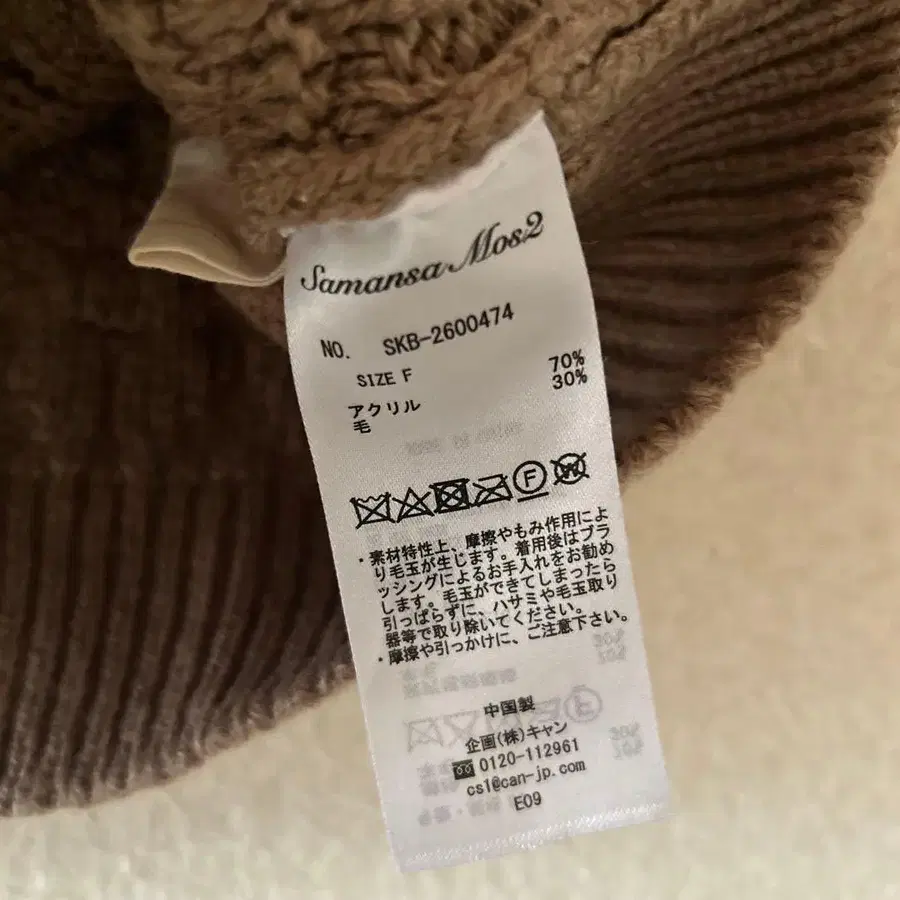 Samansa Mos2
NO. SKB-2600474
SIZE F
アクリル 70%
毛 30%
F W
・素材特性上、摩擦やもみ作用によ
り毛玉が生じます。着用後はブラ
ッシングによるお手入れをお勧め
します。毛玉ができてしまったら
引っぱらずに、ハサミや毛玉取り
器等で取り除いてください。
・摩擦や引っかけに、ご注意下さい。
中国製
企画(株)キャン
0120-112961
cs1@can-jp.com
E09